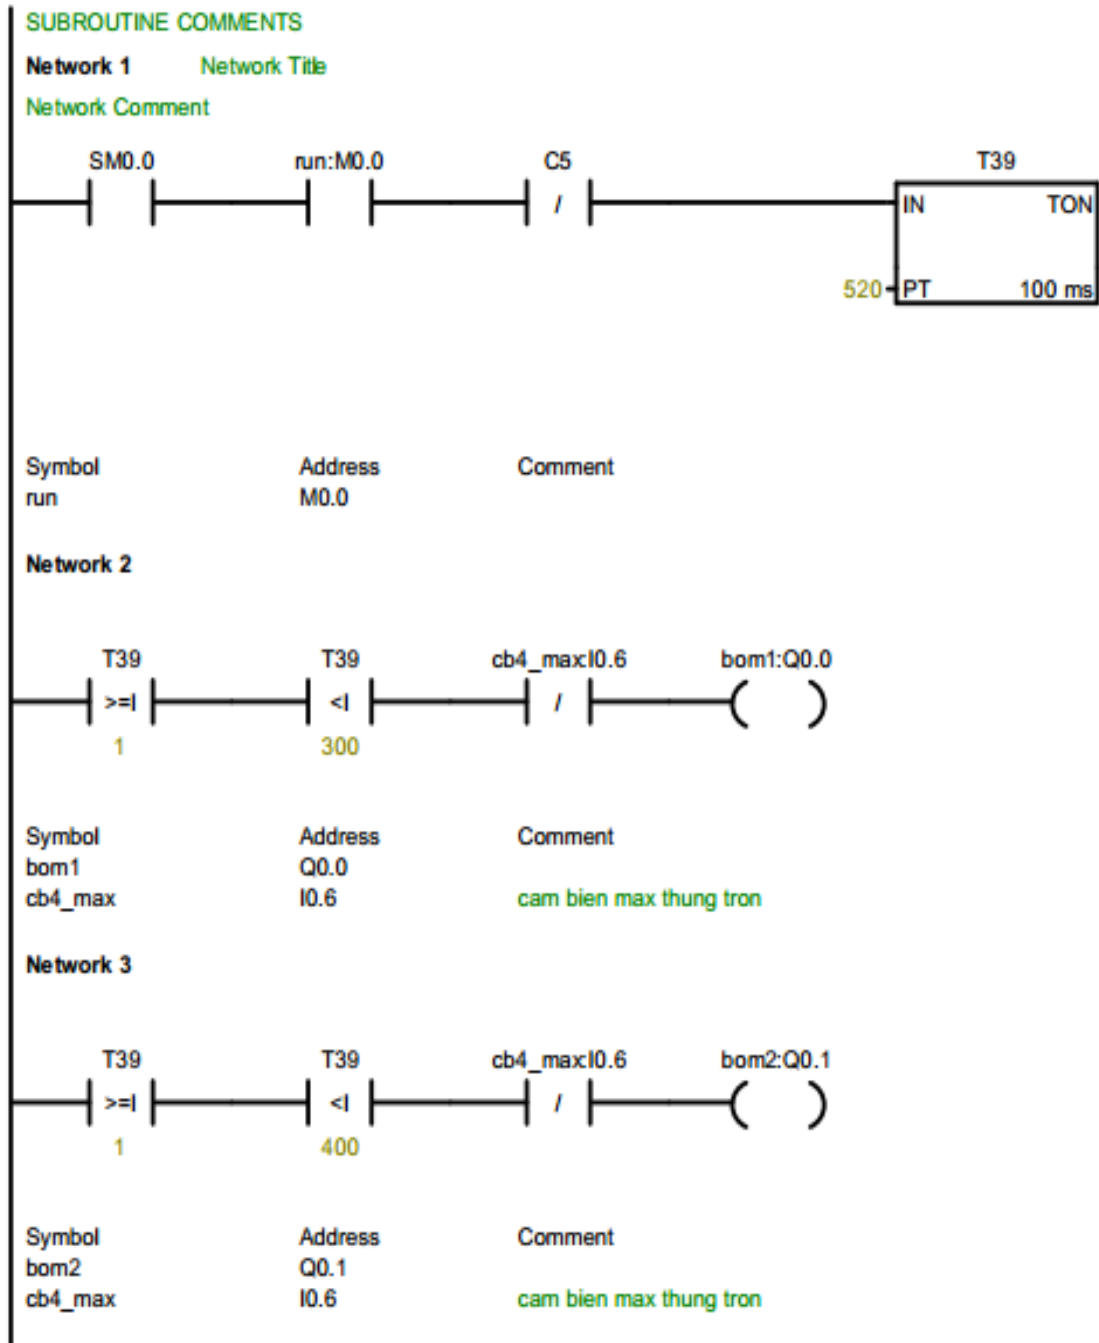 SUBROUTINE COMMENTS
Network 1 Network Title
Network Comment
SM0.0 run:M0.0 C5 T39
/ IN TON
520 PT 100 ms
Symbol Address Comment
run M0.0
Network 2
T39 T39 cb4_max:I0.6 bom1:Q0.0
>=I <I /
1 300
Symbol Address Comment
bom1 Q0.0
cb4_max I0.6 cam bien max thung tron
Network 3
T39 T39 cb4_max:I0.6 bom2:Q0.1
>=I <I /
1 400
Symbol Address Comment
bom2 Q0.1
cb4_max I0.6 cam bien max thung tron